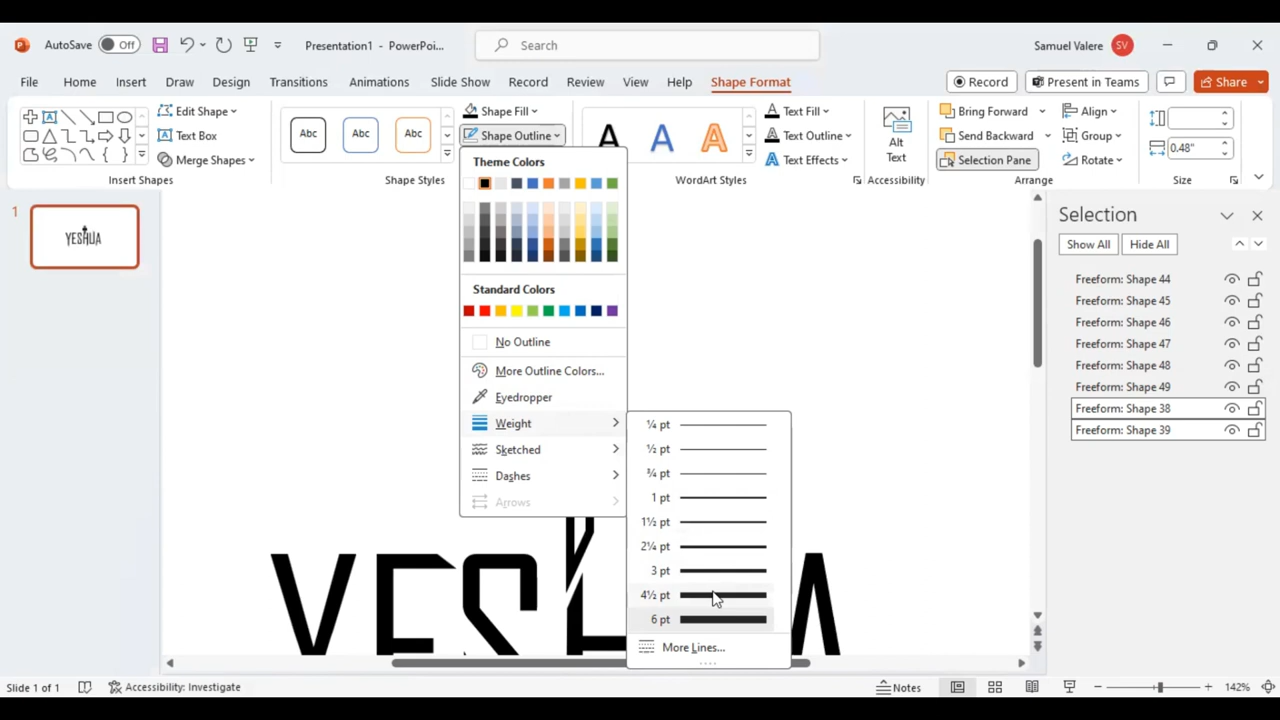 AutoSave Off Presentation1 - PowerPoi... Search Samuel Valere SV
File Home Insert Draw Design Transitions Animations Slide Show Record Review View Help Shape Format Record Present in Teams Share
Edit Shape Text Box Merge Shapes
Insert Shapes
Abc Abc Abc
Shape Fill
Shape Outline
Shape Styles
A A A
Text Fill
Text Outline
Text Effects
WordArt Styles
Alt Text
Accessibility
Bring Forward
Send Backward
Selection Pane
Align
Group
Rotate
Arrange
0.48"
Size
1
YESHUA
Theme Colors
Standard Colors
No Outline
More Outline Colors...
Eyedropper
Weight
Sketched
Dashes
Arrows
¼ pt
½ pt
¾ pt
1 pt
1½ pt
2¼ pt
3 pt
4½ pt
6 pt
More Lines...
Selection
Show All Hide All
Freeform: Shape 44
Freeform: Shape 45
Freeform: Shape 46
Freeform: Shape 47
Freeform: Shape 48
Freeform: Shape 49
Freeform: Shape 38
Freeform: Shape 39
Slide 1 of 1 Accessibility: Investigate Notes 142%